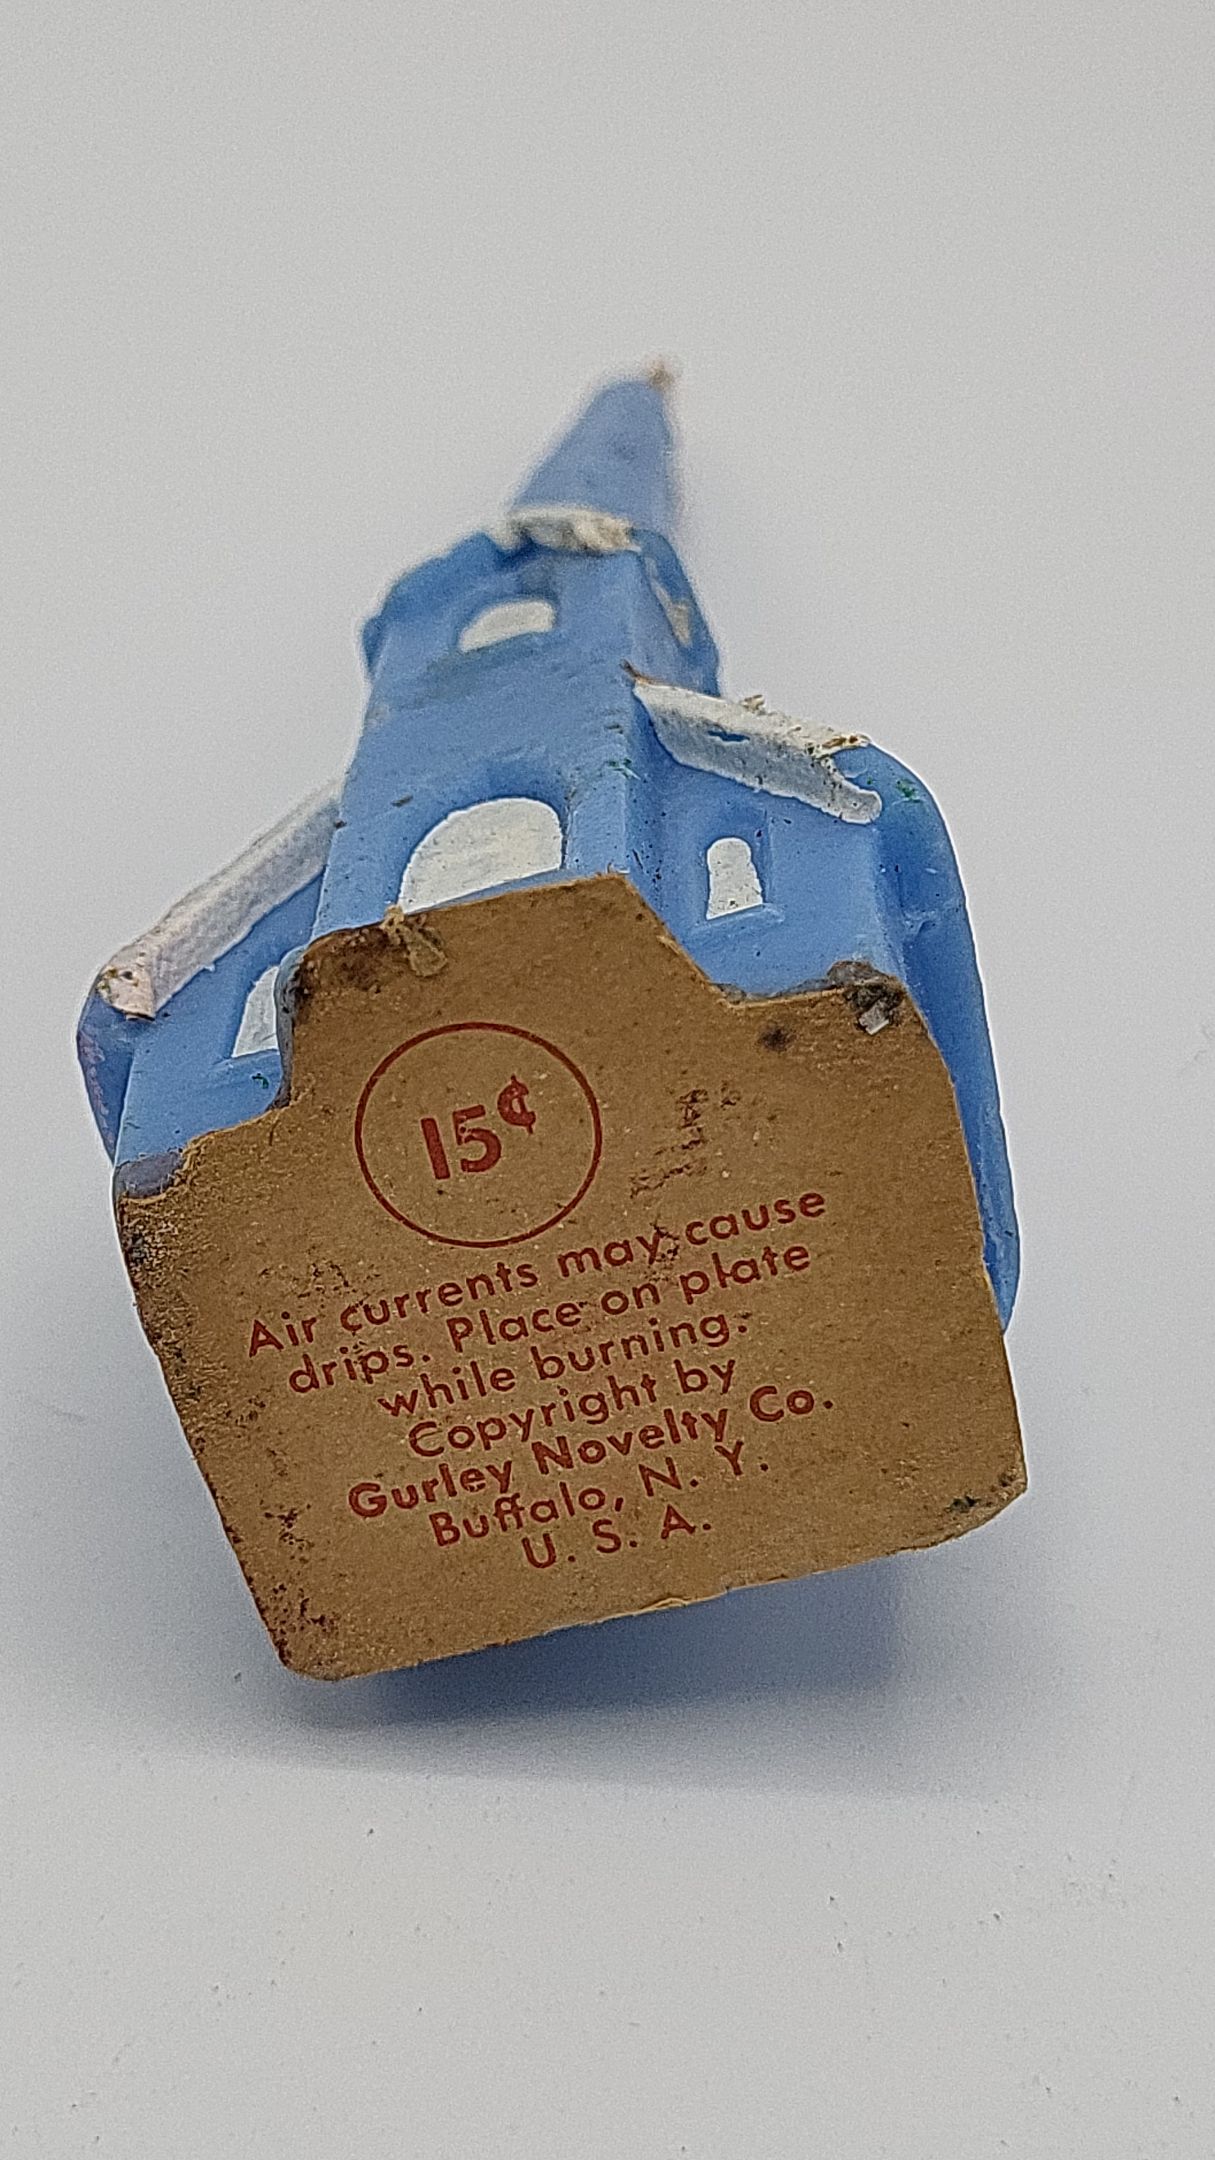 15¢
Air currents may cause
drips. Place on plate
while burning.
Copyright by
Gurley Novelty Co.
Buffalo, N. Y.
U. S. A.